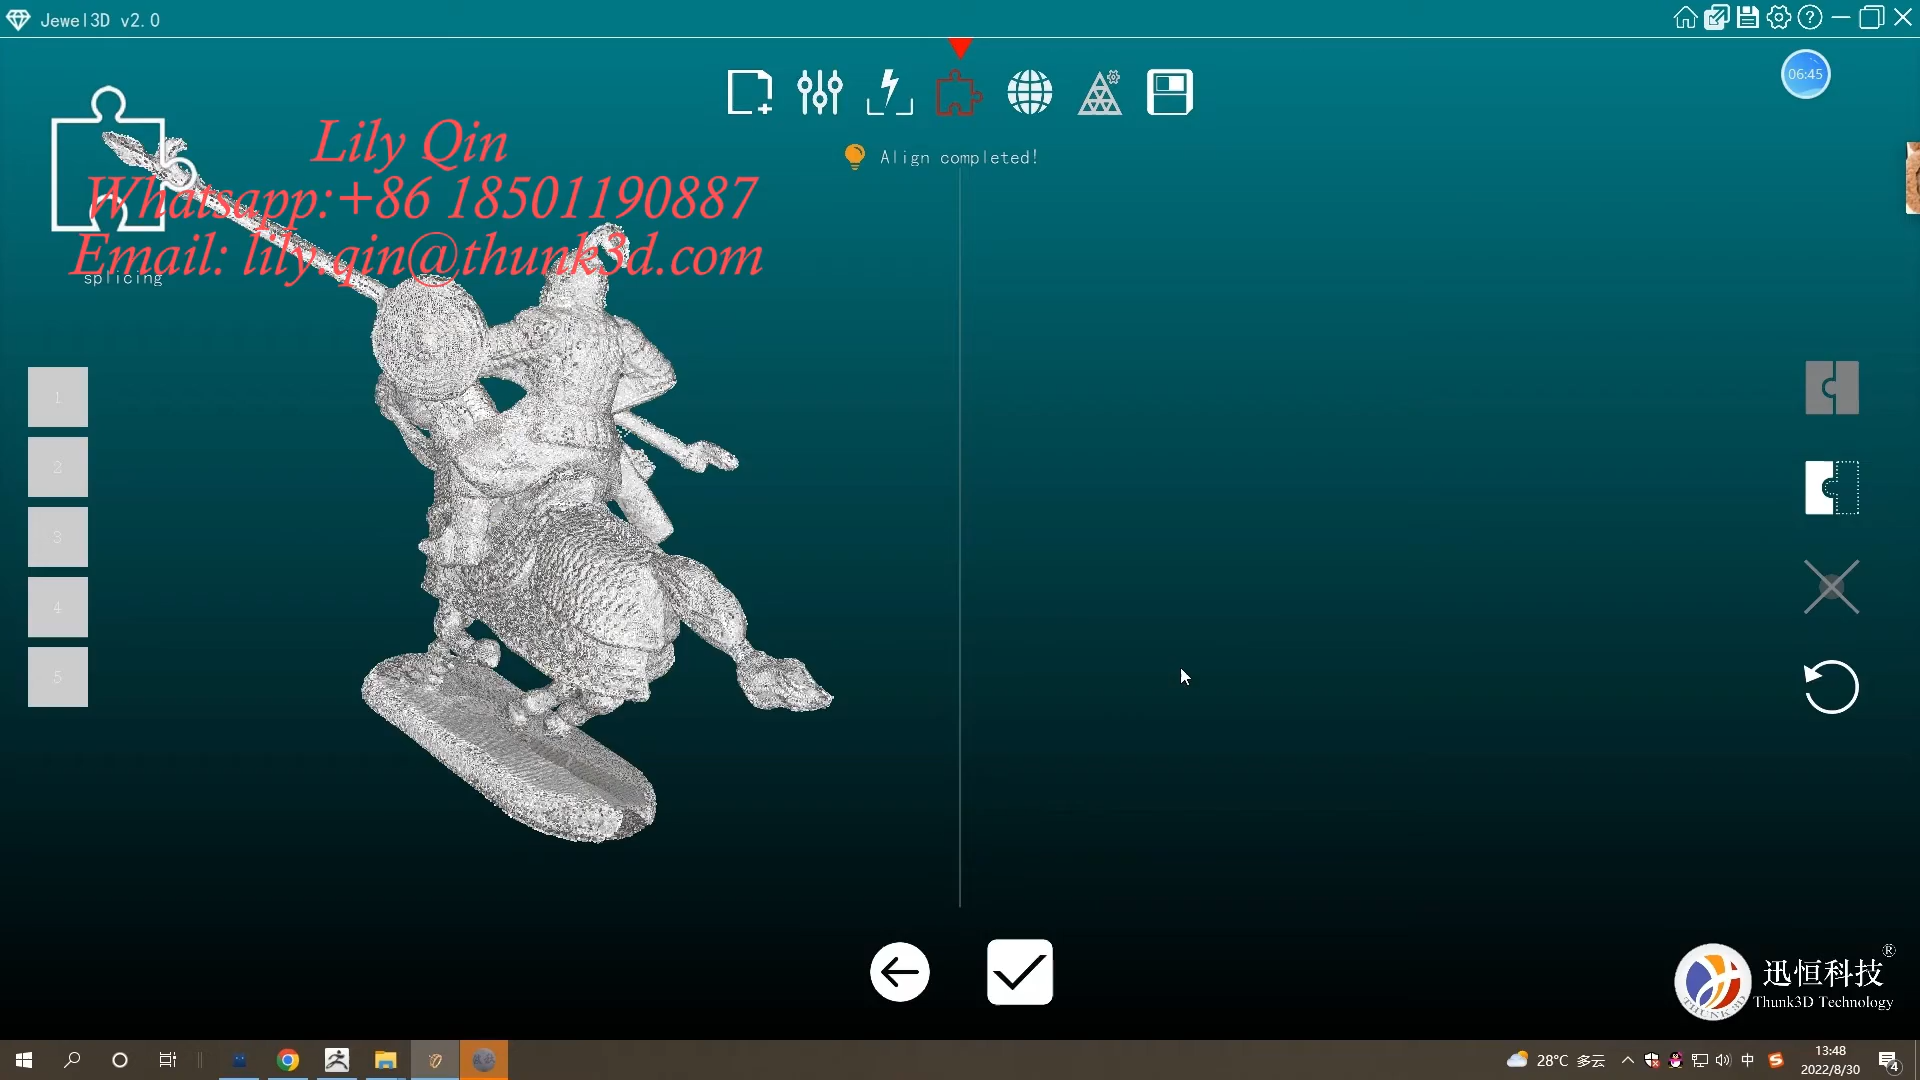 Jewel3D v2.0
06:45
Align completed!
Lily Qin
Whatsapp:+86 18501190887
Email: lily.qin@thunk3d.com
splicing
1
2
3
4
5
迅恒科技®
Thunk3D Technology
THUNK3D
28°C 多云
中
13:48
2022/8/30
4